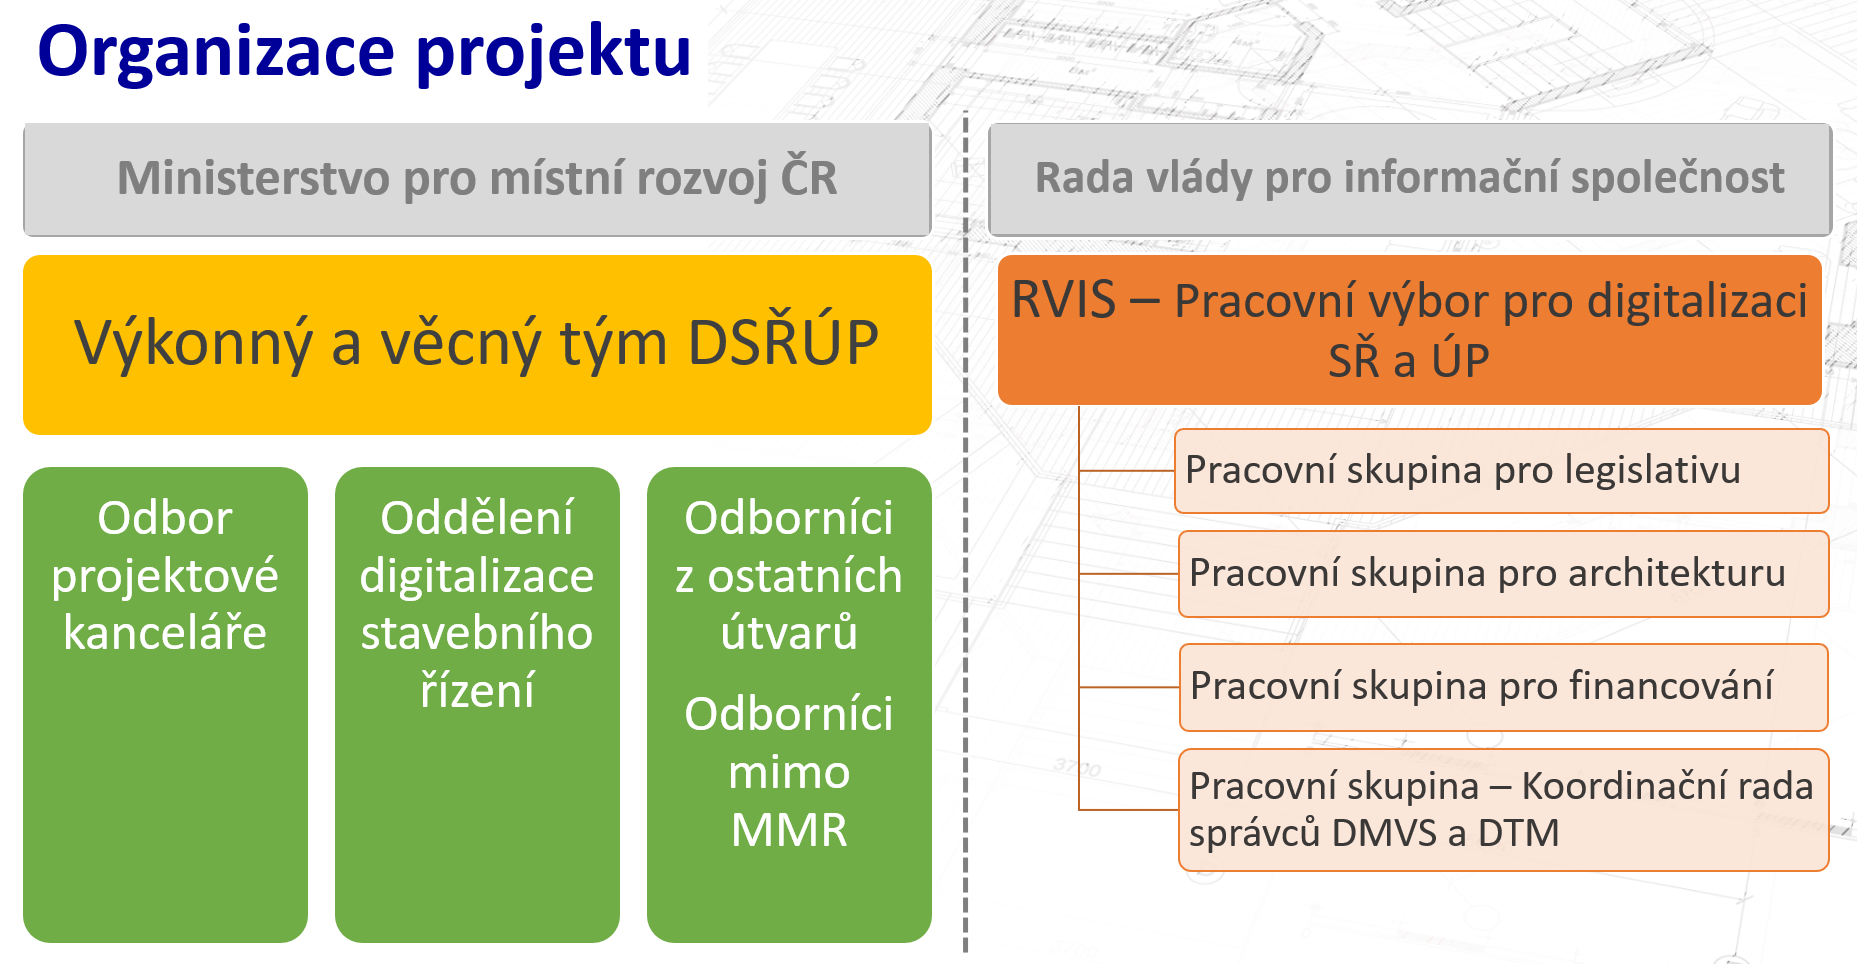 Organizace projektu
Ministerstvo pro místní rozvoj ČR
Výkonný a věcný tým DSŘÚP
Odbor
projektové
kanceláře
Oddělení
digitalizace
stavebního
řízení
Odborníci
z ostatních
útvarů
Odborníci
mimo
MMR
Rada vlády pro informační společnost
RVIS – Pracovní výbor pro digitalizaci
SŘ a ÚP
Pracovní skupina pro legislativu
Pracovní skupina pro architekturu
Pracovní skupina pro financování
Pracovní skupina – Koordinační rada
správců DMVS a DTM
3700